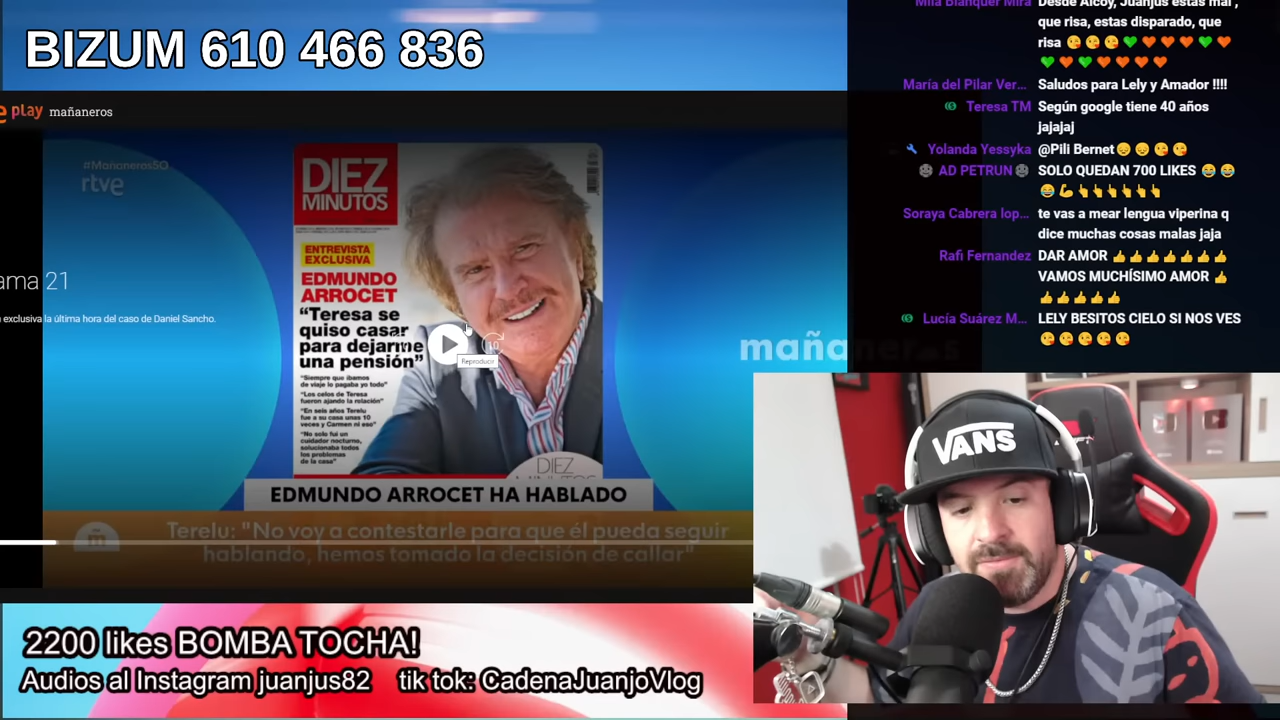 BIZUM 610 466 836
play mañaneros
#MañanerosSO
rtve
DIEZ
MINUTOS
ENTREVISTA
EXCLUSIVA
EDMUNDO
ARROCET
“Teresa se
quiso casar
para dejarme
una pensión”
"Siempre que íbamos
de viaje lo pagaba yo todo"
"Los celos de Teresa
fueron ajando la relación"
"En seis años Terelu
fue a su casa unas 10
veces y Carmen ni eso"
"No solo fui un
cuidador nocturno,
solucionaba todos
los problemas
de la casa"
DIEZ
MINUTOS
10
Reproducir
ama 21
exclusiva la última hora del caso de Daniel Sancho.
mañaneros
EDMUNDO ARROCET HA HABLADO
Terelu: "No voy a contestarle para que él pueda seguir
hablando, hemos tomado la decisión de callar"
2200 likes BOMBA TOCHA!
Audios al Instagram juanjus82 tik tok: CadenaJuanjoVlog
Mila Blanquer Mira Desde Alcoy, Juanjus estás mal ,
que risa, estas disparado, que
risa 😘 😘 😘 💚 🧡 🧡 🧡 💚 🧡
💚 🧡 💚 🧡 🧡 🧡 🧡
María del Pilar Ver... Saludos para Lely y Amador !!!!
Teresa TM Según google tiene 40 años
jajajaj
Yolanda Yessyka @Pili Bernet 😞 😞 😘 😘
AD PETRUN SOLO QUEDAN 700 LIKES 😂 😂
😂 💪 👆 👆 👆 👆 👆 👆
Soraya Cabrera lop... te vas a mear lengua viperina q
dice muchas cosas malas jaja
Rafi Fernandez DAR AMOR 👍 👍 👍 👍 👍 👍 👍
VAMOS MUCHÍSIMO AMOR 👍
👍 👍 👍 👍 👍
Lucía Suárez M... LELY BESITOS CIELO SI NOS VES
😘 😘 😘 😘 😘
VANS